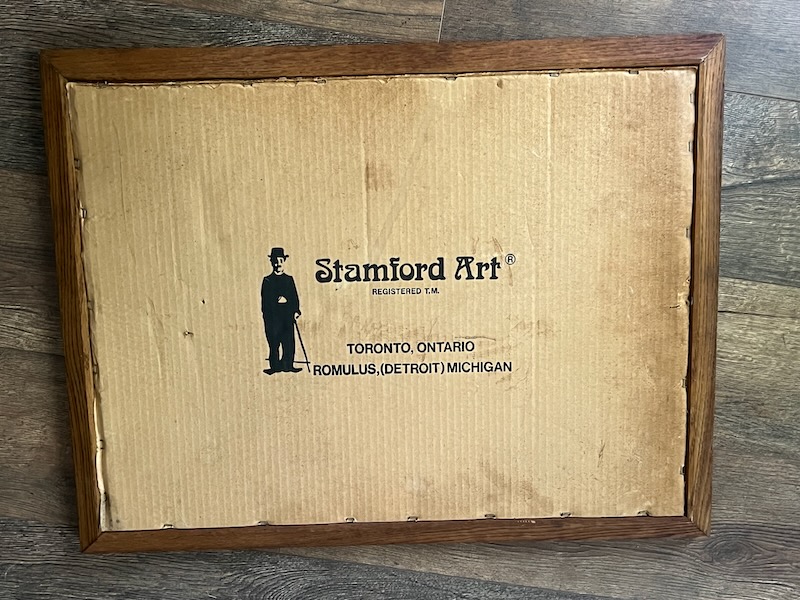 Stamford Art®
REGISTERED T.M.
TORONTO, ONTARIO
ROMULUS,(DETROIT) MICHIGAN